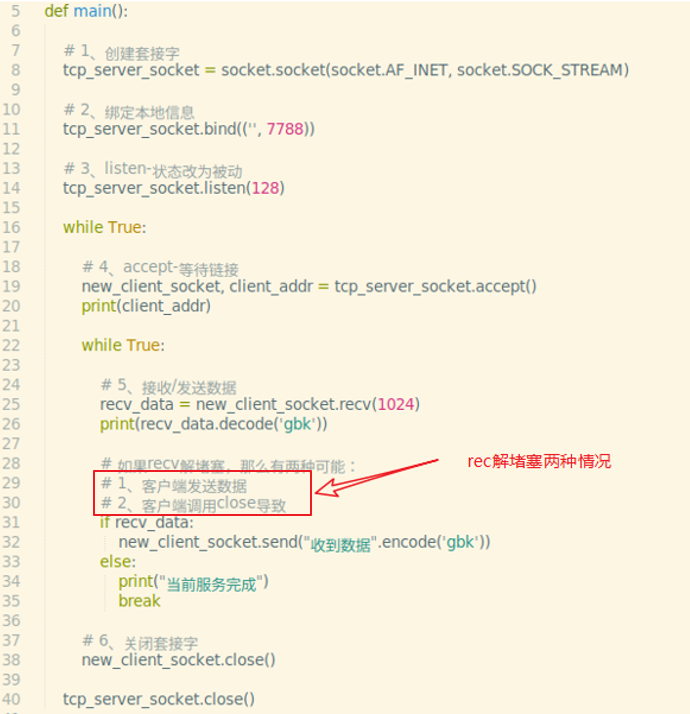 5 def main():
6
7 # 1、创建套接字
8 tcp_server_socket = socket.socket(socket.AF_INET, socket.SOCK_STREAM)
9
10 # 2、绑定本地信息
11 tcp_server_socket.bind(('', 7788))
12
13 # 3、listen-状态改为被动
14 tcp_server_socket.listen(128)
15
16 while True:
17
18 # 4、accept-等待链接
19 new_client_socket, client_addr = tcp_server_socket.accept()
20 print(client_addr)
21
22 while True:
23
24 # 5、接收/发送数据
25 recv_data = new_client_socket.recv(1024)
26 print(recv_data.decode('gbk'))
27
28 # 如果recv解堵塞，那么有两种可能：
rec解堵塞两种情况
29 # 1、客户端发送数据
30 # 2、客户端调用close导致
31 if recv_data:
32 new_client_socket.send("收到数据".encode('gbk'))
33 else:
34 print("当前服务完成")
35 break
36
37 # 6、关闭套接字
38 new_client_socket.close()
39
40 tcp_server_socket.close()